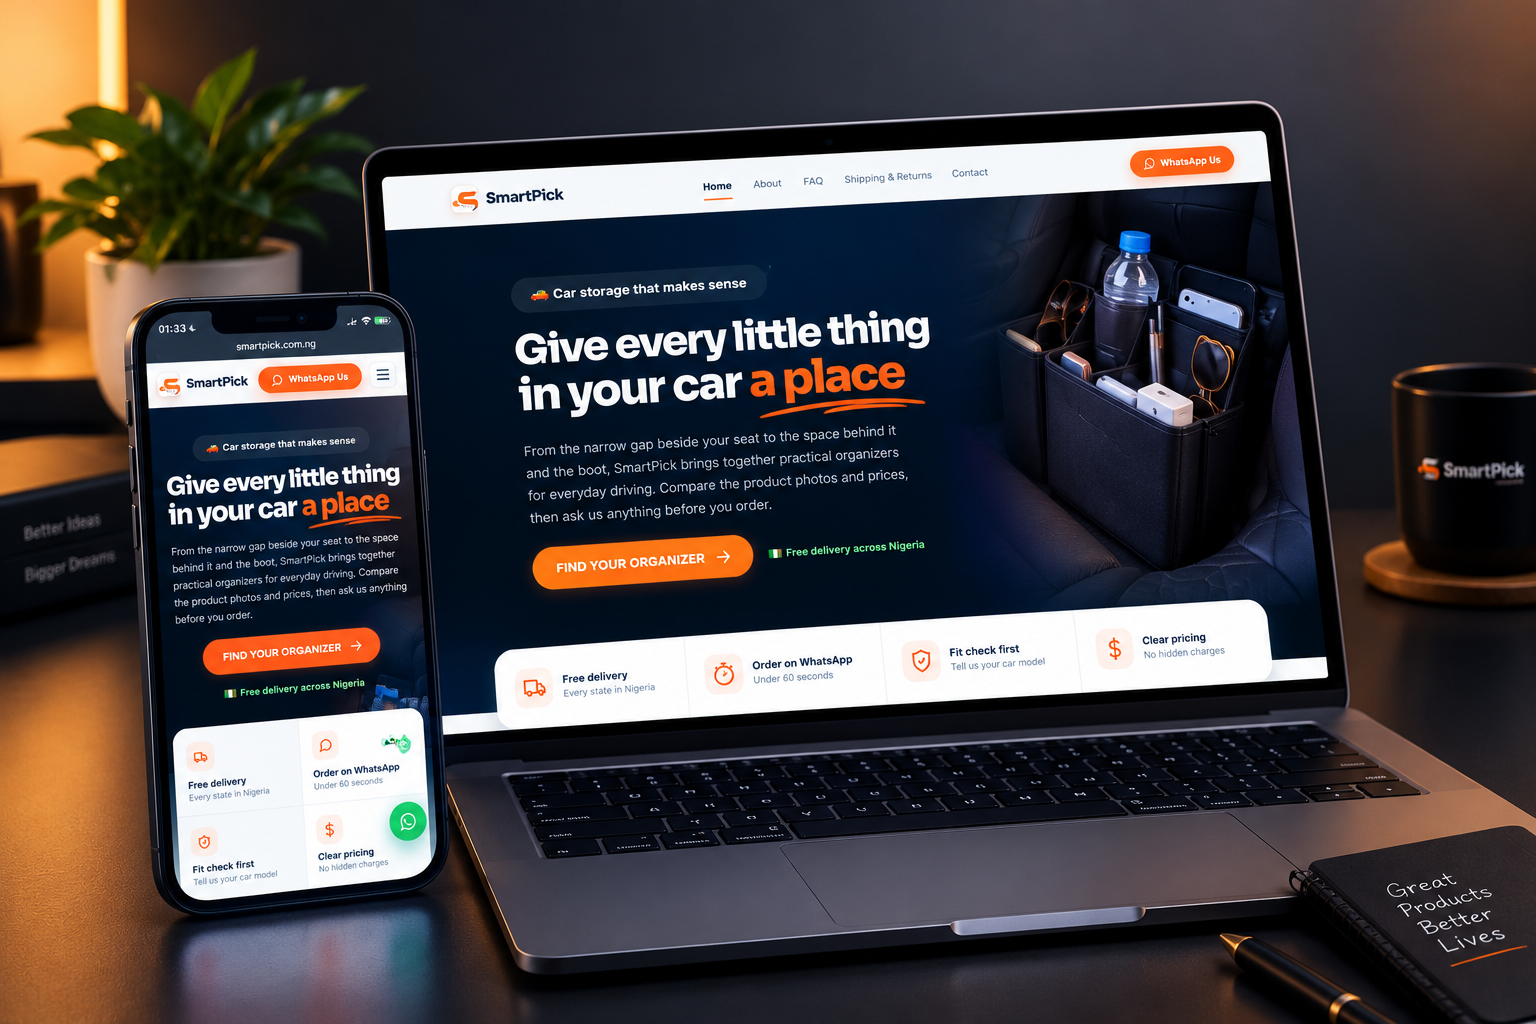 SmartPick
Home
About
FAQ
Shipping & Returns
Contact
WhatsApp Us
Car storage that makes sense
Give every little thing
in your car a place
From the narrow gap beside your seat to the space behind it
and the boot, SmartPick brings together practical organizers
for everyday driving. Compare the product photos and prices,
then ask us anything before you order.
FIND YOUR ORGANIZER →
Free delivery across Nigeria
Free delivery
Every state in Nigeria
Order on WhatsApp
Under 60 seconds
Fit check first
Tell us your car model
$
Clear pricing
No hidden charges
01:33
smartpick.com.ng
SmartPick
WhatsApp Us
Car storage that makes sense
Give every little thing
in your car a place
From the narrow gap beside your seat to the space
behind it and the boot, SmartPick brings together
practical organizers for everyday driving. Compare
the product photos and prices, then ask us anything
before you order.
FIND YOUR ORGANIZER →
Free delivery across Nigeria
Free delivery
Every state in Nigeria
Order on WhatsApp
Under 60 seconds
Fit check first
Tell us your car model
$
Clear pricing
No hidden charges
Better Ideas
Bigger Dreams
SmartPick
Great
Products
Better
Lives